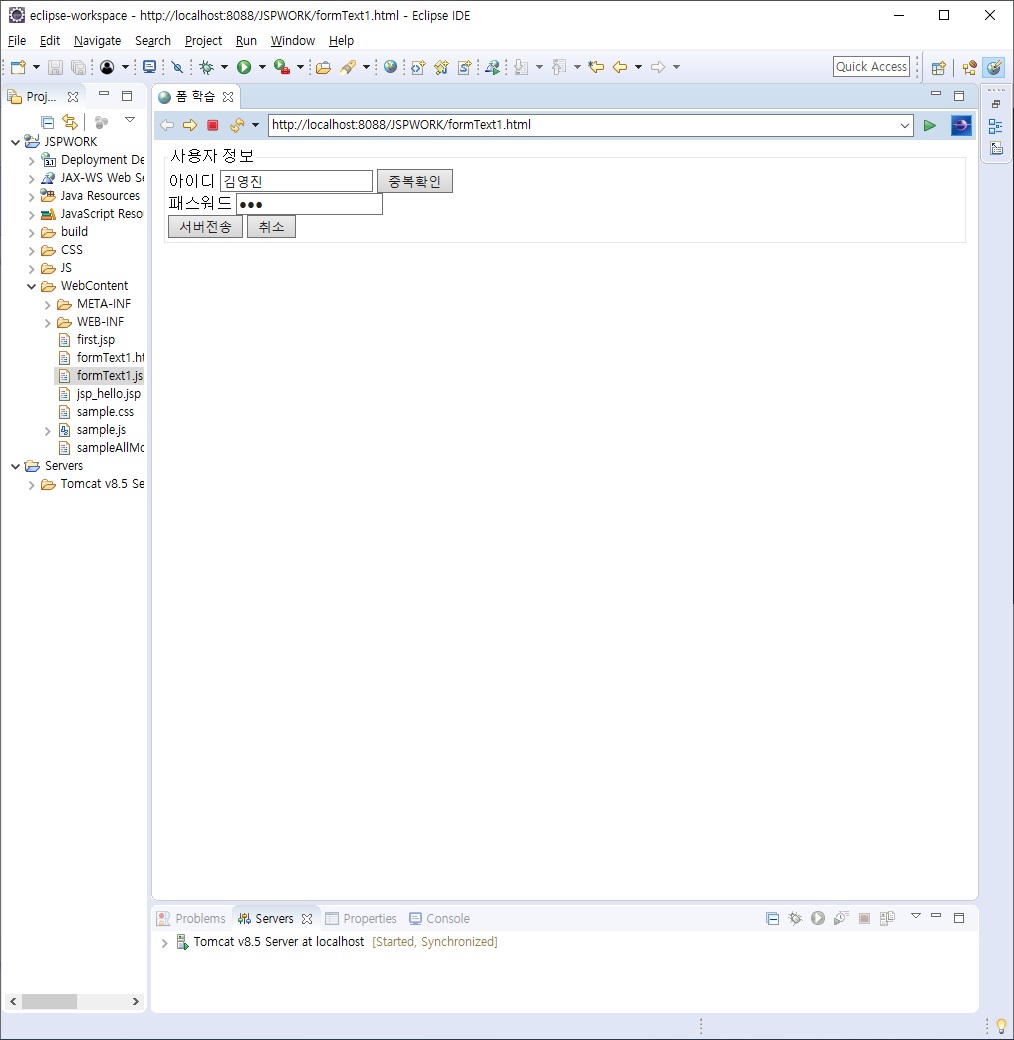 eclipse-workspace - http://localhost:8088/JSPWORK/formText1.html - Eclipse IDE
File Edit Navigate Search Project Run Window Help
Quick Access
Proj...
폼 학습
http://localhost:8088/JSPWORK/formText1.html
JSPWORK
Deployment De
JAX-WS Web Se
Java Resources
JavaScript Reso
build
CSS
JS
WebContent
META-INF
WEB-INF
first.jsp
formText1.ht
formText1.js
jsp_hello.jsp
sample.css
sample.js
sampleAllMo
Servers
Tomcat v8.5 Se
사용자 정보
아이디 김영진 중복확인
패스워드 ●●●
서버전송 취소
Problems Servers Properties Console
Tomcat v8.5 Server at localhost [Started, Synchronized]